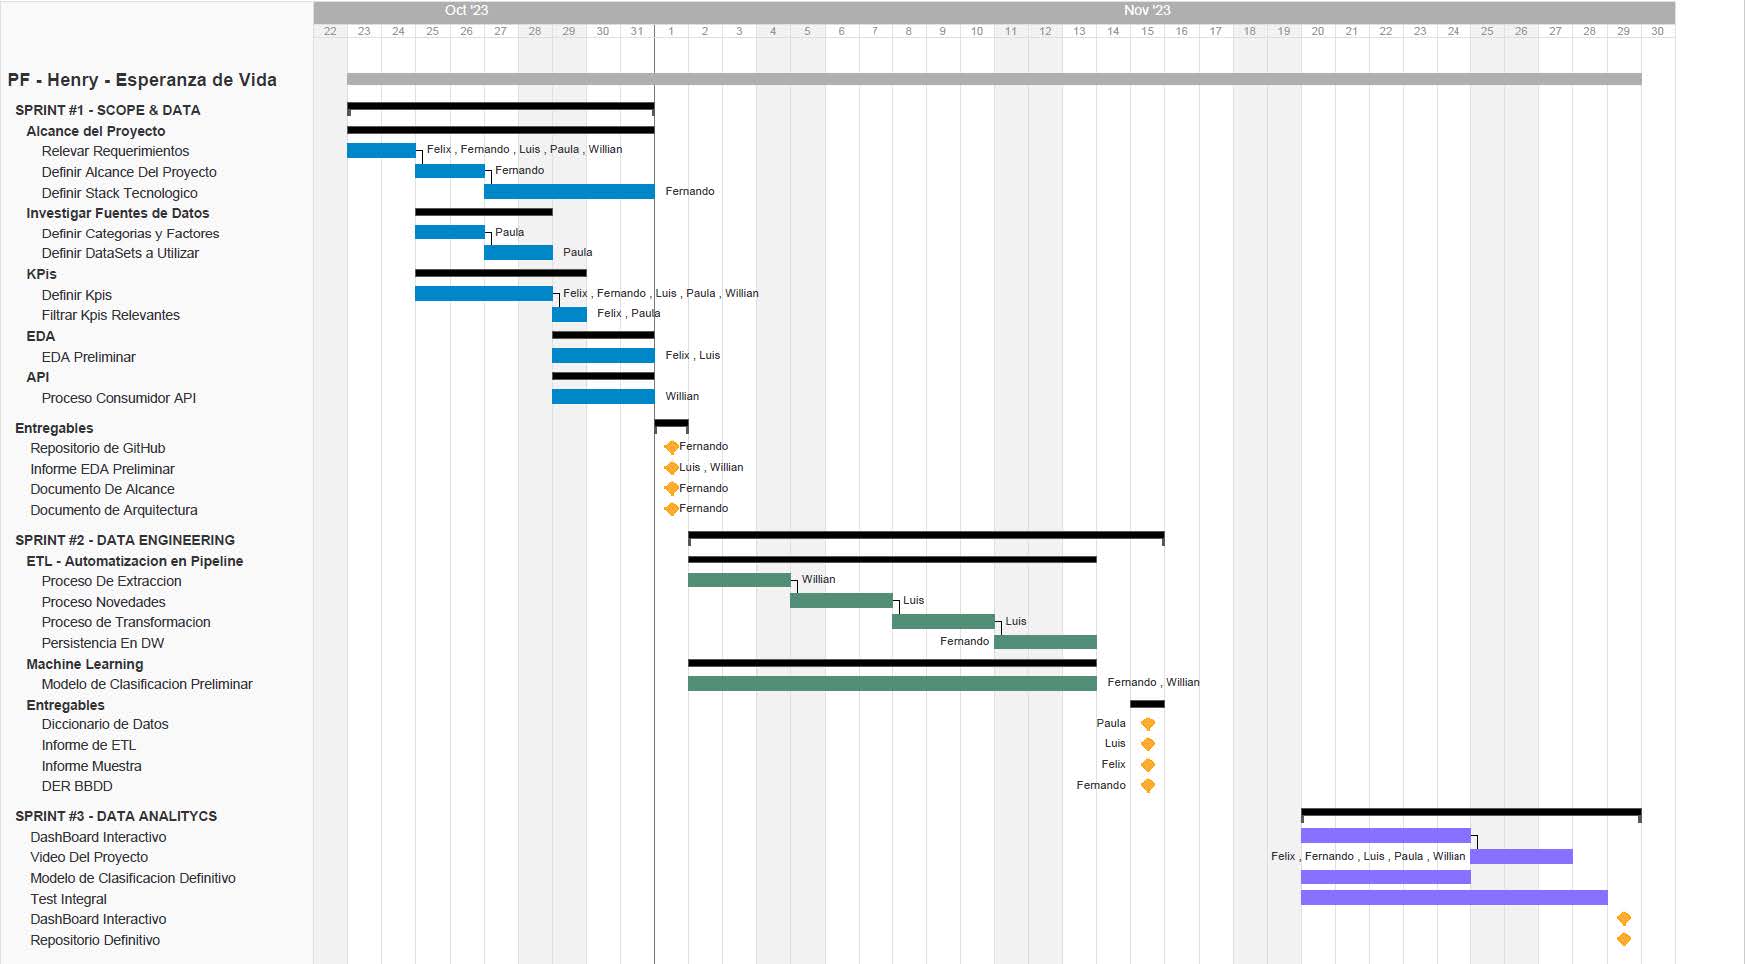 Oct '23 Nov '23
22 23 24 25 26 27 28 29 30 31 1 2 3 4 5 6 7 8 9 10 11 12 13 14 15 16 17 18 19 20 21 22 23 24 25 26 27 28 29 30
PF - Henry - Esperanza de Vida
SPRINT #1 - SCOPE & DATA
Alcance del Proyecto
Relevar Requerimientos Felix , Fernando , Luis , Paula , Willian
Definir Alcance Del Proyecto Fernando
Definir Stack Tecnologico Fernando
Investigar Fuentes de Datos
Definir Categorias y Factores Paula
Definir DataSets a Utilizar Paula
KPis
Definir Kpis Felix , Fernando , Luis , Paula , Willian
Filtrar Kpis Relevantes Felix , Paula
EDA
EDA Preliminar Felix , Luis
API
Proceso Consumidor API Willian
Entregables
Repositorio de GitHub Fernando
Informe EDA Preliminar Luis , Willian
Documento De Alcance Fernando
Documento de Arquitectura Fernando
SPRINT #2 - DATA ENGINEERING
ETL - Automatizacion en Pipeline
Proceso De Extraccion Willian
Proceso Novedades Luis
Proceso de Transformacion Luis
Persistencia En DW Fernando
Machine Learning
Modelo de Clasificacion Preliminar Fernando , Willian
Entregables
Diccionario de Datos Paula
Informe de ETL Luis
Informe Muestra Felix
DER BBDD Fernando
SPRINT #3 - DATA ANALITYCS
DashBoard Interactivo
Video Del Proyecto Felix , Fernando , Luis , Paula , Willian
Modelo de Clasificacion Definitivo
Test Integral
DashBoard Interactivo
Repositorio Definitivo